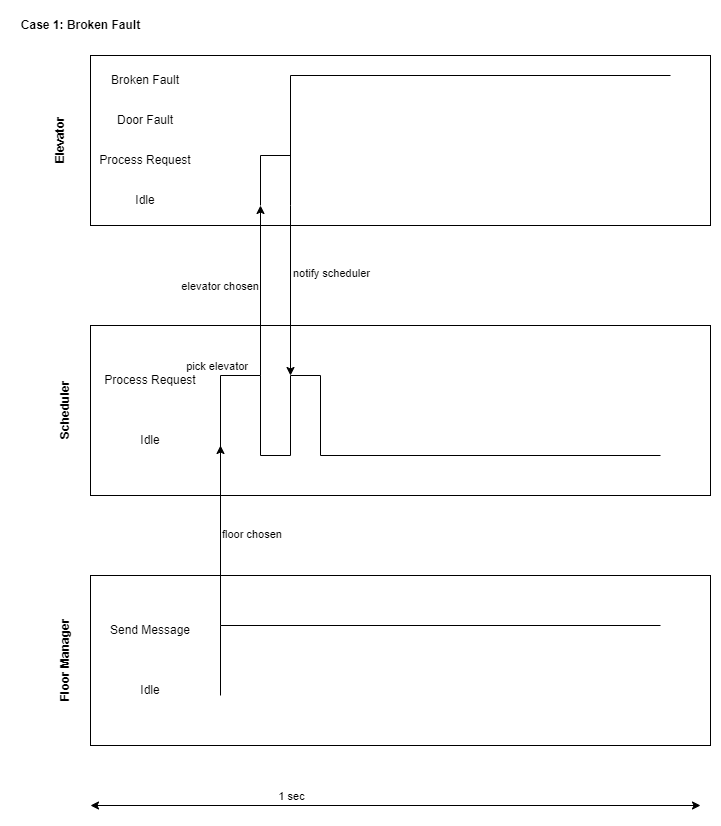 Case 1: Broken Fault
Elevator
Broken Fault
Door Fault
Process Request
Idle
elevator chosen
notify scheduler
Scheduler
pick elevator
Process Request
Idle
floor chosen
Floor Manager
Send Message
Idle
1 sec